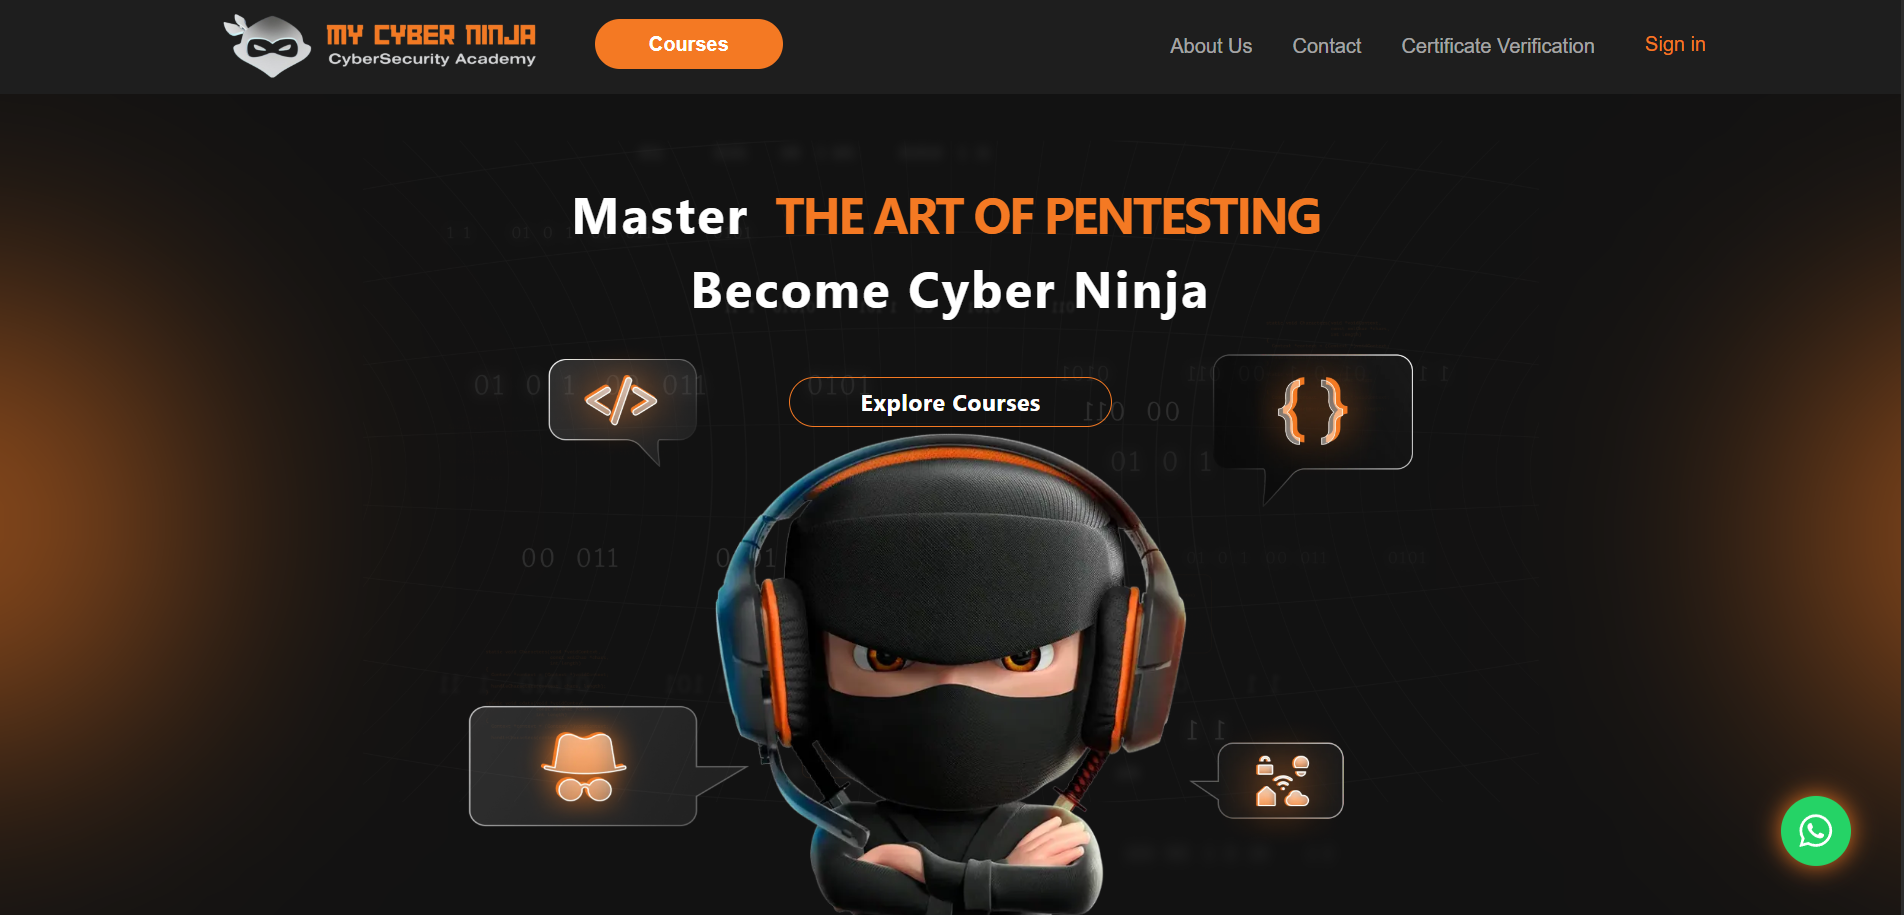 MY CYBER NINJA
CyberSecurity Academy
Courses
About Us
Contact
Certificate Verification
Sign in
Master THE ART OF PENTESTING
Become Cyber Ninja
Explore Courses